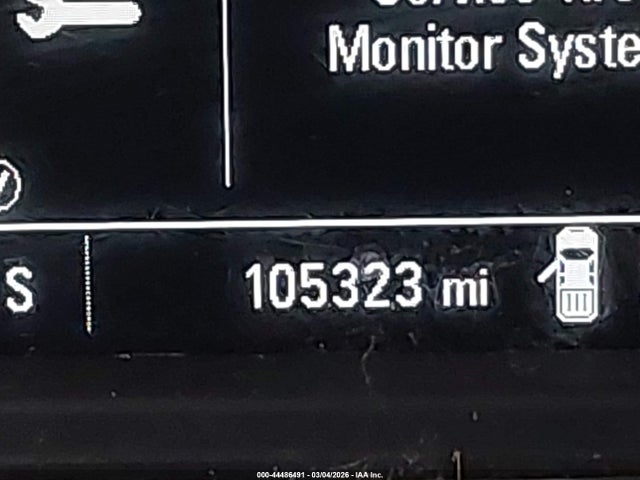 Monitor Syste
S
105323 mi
000-44486491 - 03/04/2026 - IAA Inc.